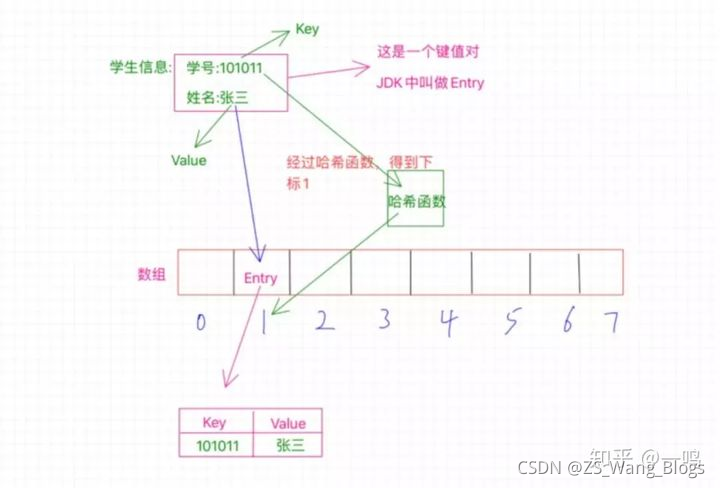 Key
学生信息:
学号:101011
姓名:张三
这是一个键值对
JDK中叫做Entry
Value
经过哈希函数, 得到下
标1
哈希函数
数组
Entry
0 1 2 3 4 5 6 7
Key Value
101011 张三
知乎 @一鸣
CSDN @ZS_Wang_Blogs